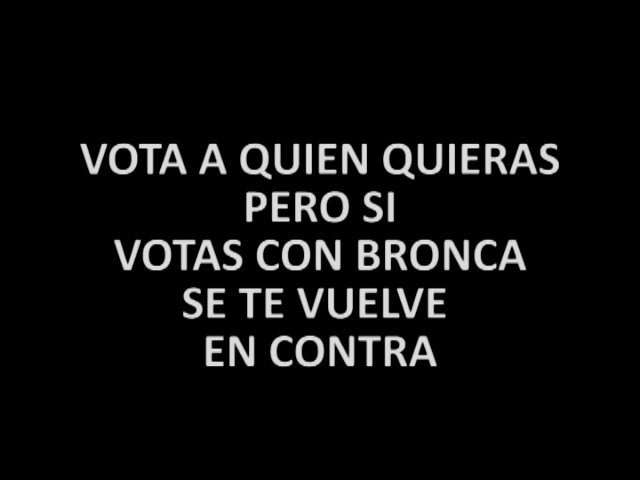 VOTA A QUIEN QUIERAS
PERO SI
VOTAS CON BRONCA
SE TE VUELVE
EN CONTRA